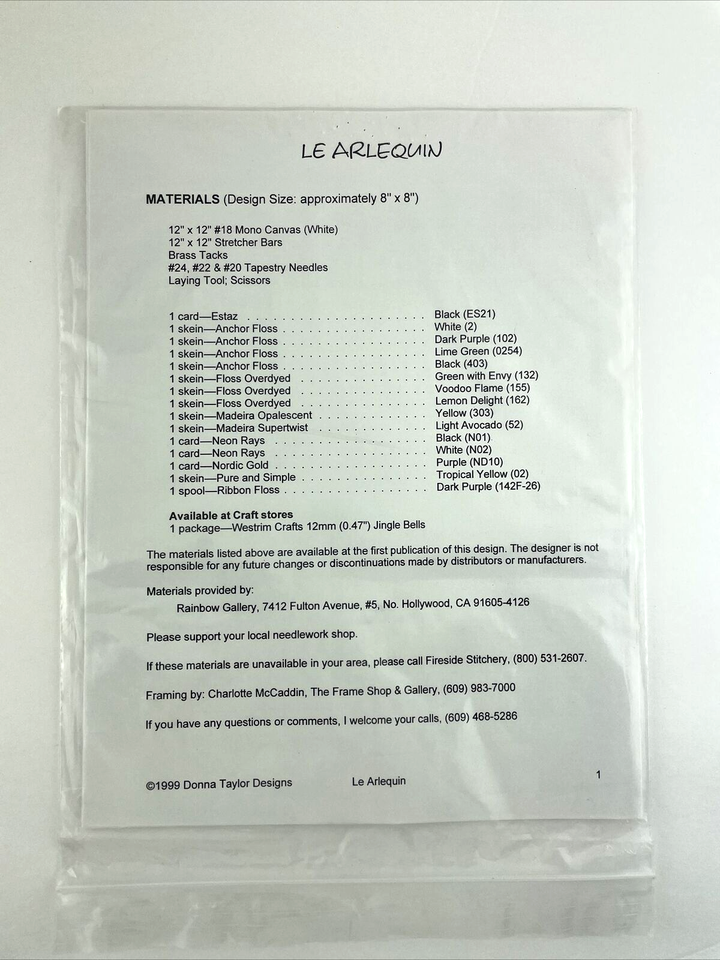 LE ARLEQUIN
MATERIALS (Design Size: approximately 8" x 8")
12" x 12" #18 Mono Canvas (White)
12" x 12" Stretcher Bars
Brass Tacks
#24, #22 & #20 Tapestry Needles
Laying Tool; Scissors
1 card—Estaz . . . . . . . . . . . . . . . . . . . . . . Black (ES21)
1 skein—Anchor Floss . . . . . . . . . . . . . . . . . . White (2)
1 skein—Anchor Floss . . . . . . . . . . . . . . . . . . Dark Purple (102)
1 skein—Anchor Floss . . . . . . . . . . . . . . . . . . Lime Green (0254)
1 skein—Anchor Floss . . . . . . . . . . . . . . . . . . Black (403)
1 skein—Floss Overdyed . . . . . . . . . . . . . . . . Green with Envy (132)
1 skein—Floss Overdyed . . . . . . . . . . . . . . . . Voodoo Flame (155)
1 skein—Floss Overdyed . . . . . . . . . . . . . . . . Lemon Delight (162)
1 skein—Madeira Opalescent . . . . . . . . . . . . . . Yellow (303)
1 skein—Madeira Supertwist . . . . . . . . . . . . . . . Light Avocado (52)
1 card—Neon Rays . . . . . . . . . . . . . . . . . . . Black (N01)
1 card—Neon Rays . . . . . . . . . . . . . . . . . . . White (N02)
1 card—Nordic Gold . . . . . . . . . . . . . . . . . . . Purple (ND10)
1 skein—Pure and Simple . . . . . . . . . . . . . . . . Tropical Yellow (02)
1 spool—Ribbon Floss . . . . . . . . . . . . . . . . . . Dark Purple (142F-26)
Available at Craft stores
1 package—Westrim Crafts 12mm (0.47") Jingle Bells
The materials listed above are available at the first publication of this design. The designer is not
responsible for any future changes or discontinuations made by distributors or manufacturers.
Materials provided by:
Rainbow Gallery, 7412 Fulton Avenue, #5, No. Hollywood, CA 91605-4126
Please support your local needlework shop.
If these materials are unavailable in your area, please call Fireside Stitchery, (800) 531-2607.
Framing by: Charlotte McCaddin, The Frame Shop & Gallery, (609) 983-7000
If you have any questions or comments, I welcome your calls, (609) 468-5286
©1999 Donna Taylor Designs Le Arlequin 1